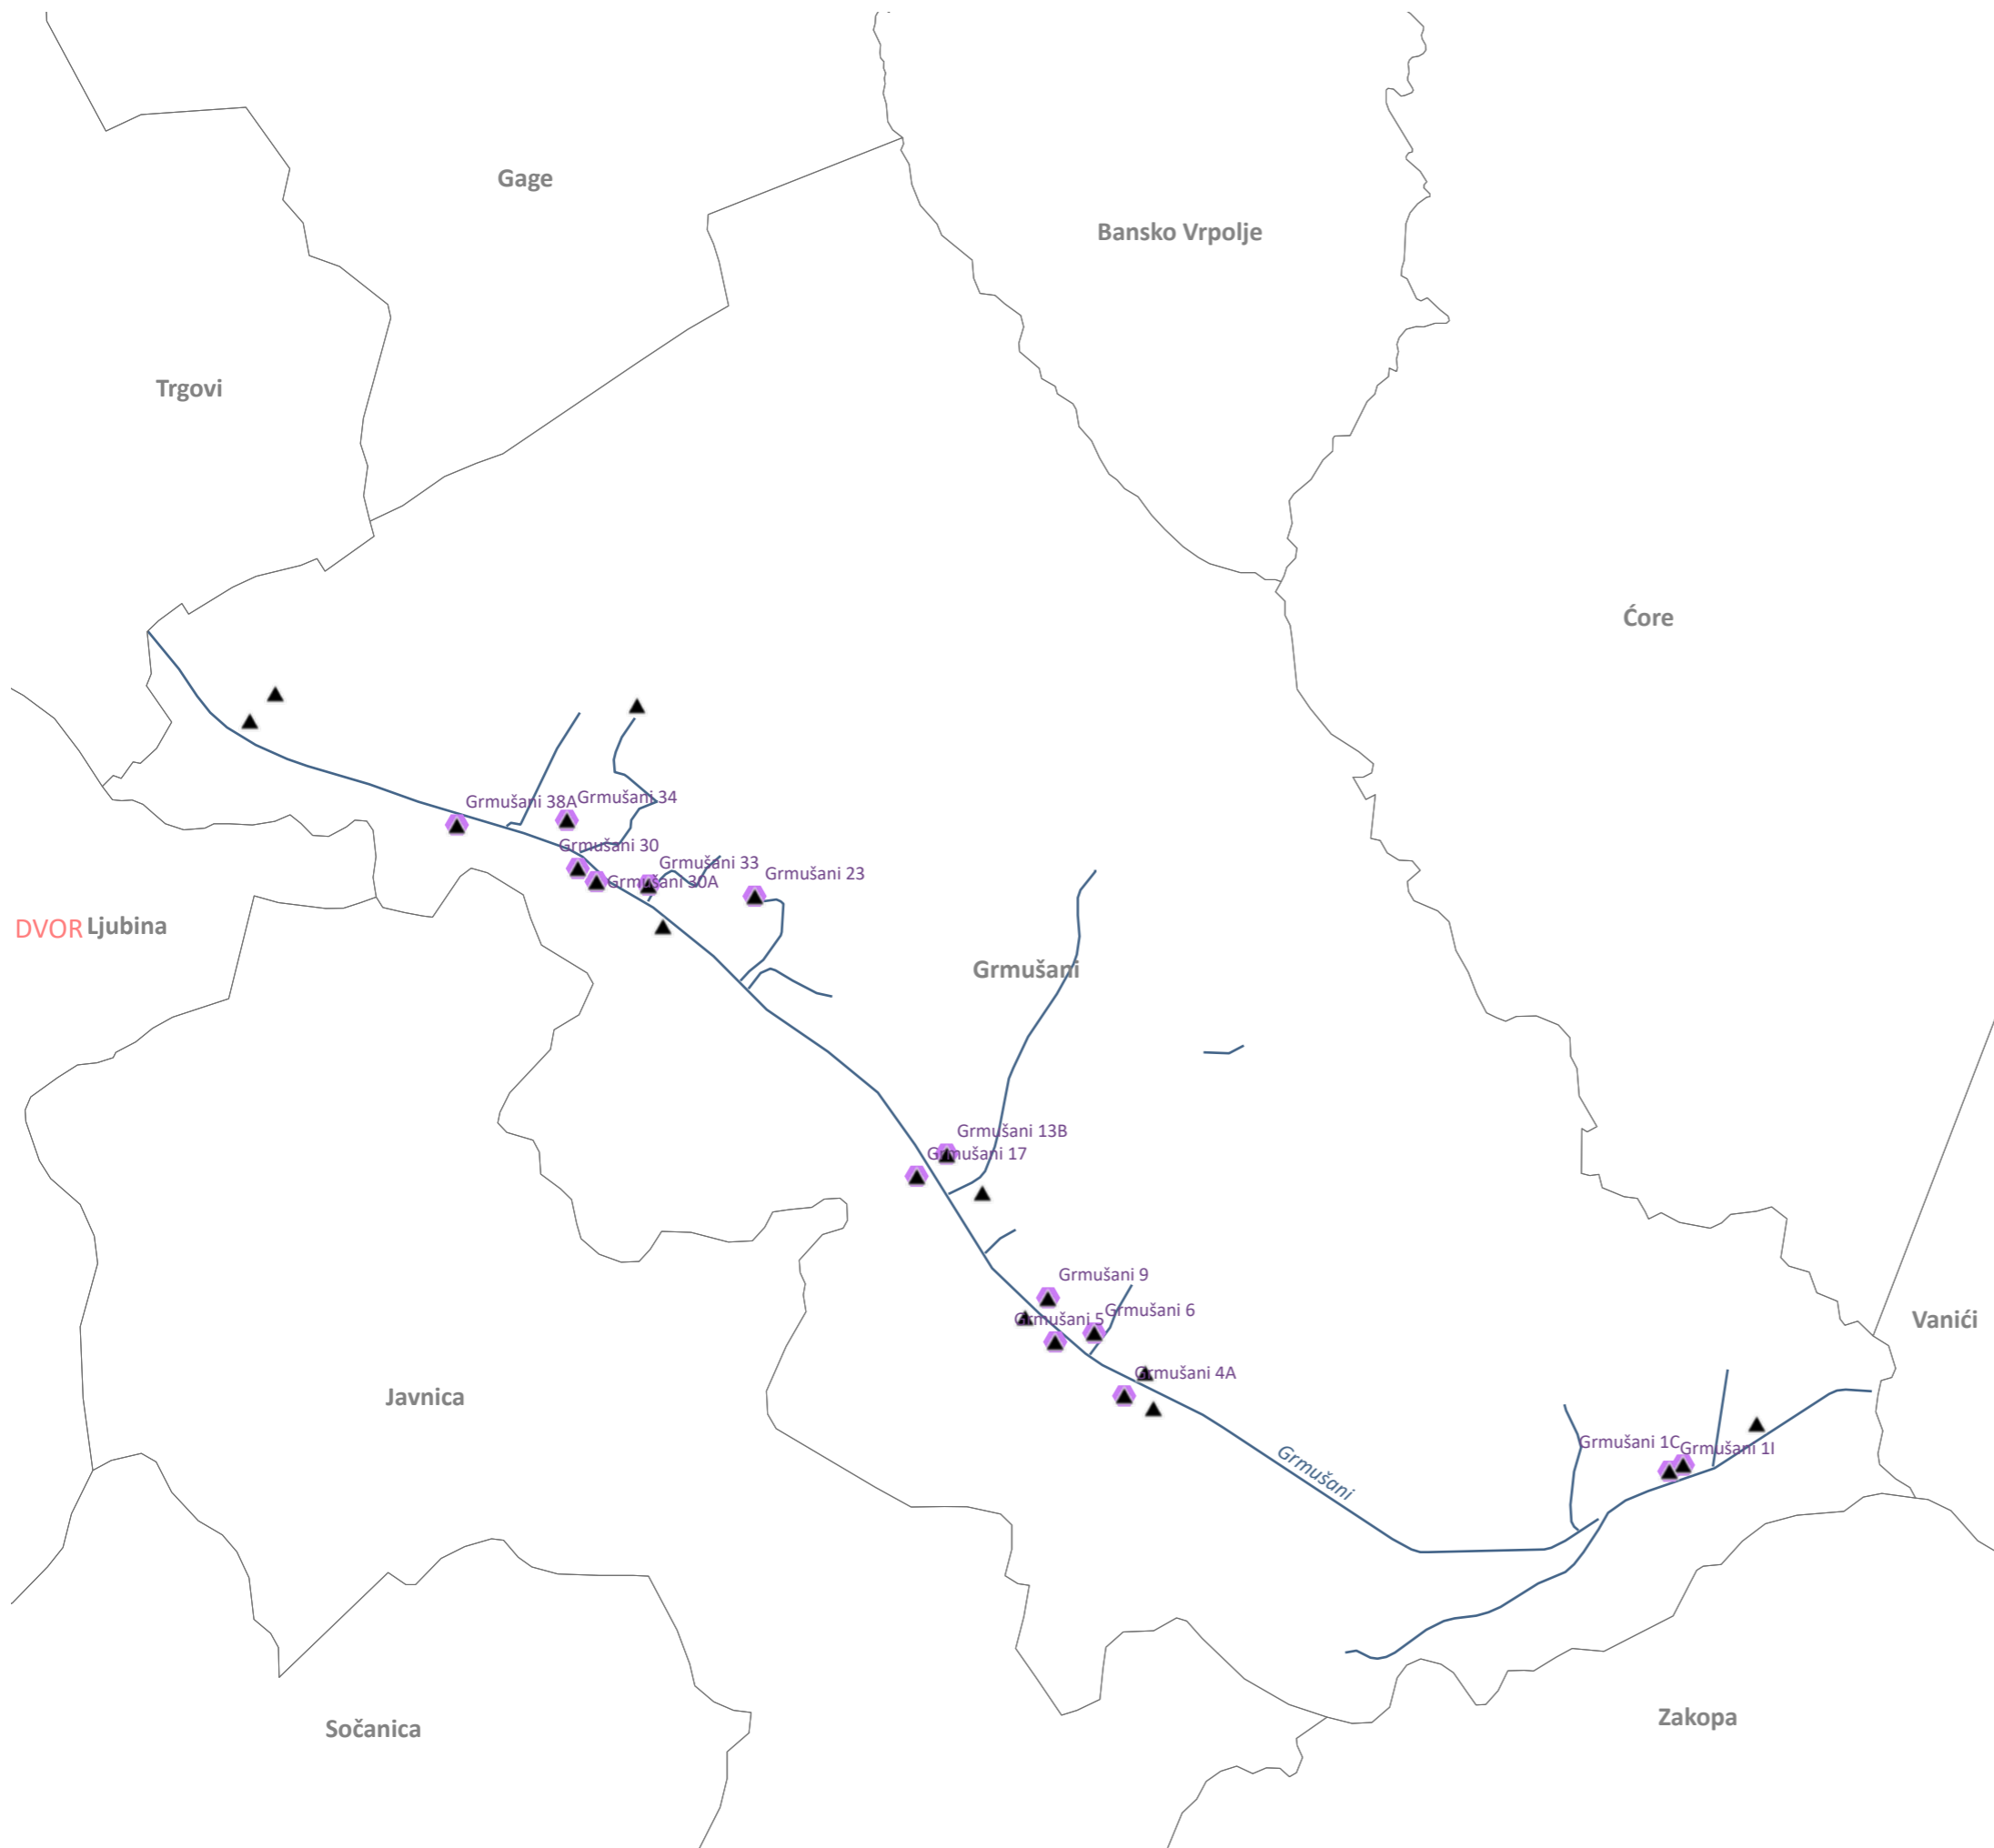 Gage
Bansko Vrpolje
Trgovi
Ćore
Grmušani 38A
Grmušani 34
Grmušani 30
Grmušani 33
Grmušani 30A
Grmušani 23
DVOR
Ljubina
Grmušani
Grmušani 13B
Grmušani 17
Grmušani 9
Grmušani 6
Grmušani 5
Vanići
Grmušani 4A
Javnica
Grmušani 1C
Grmušani 1I
Grmušani
Sočanica
Zakopa